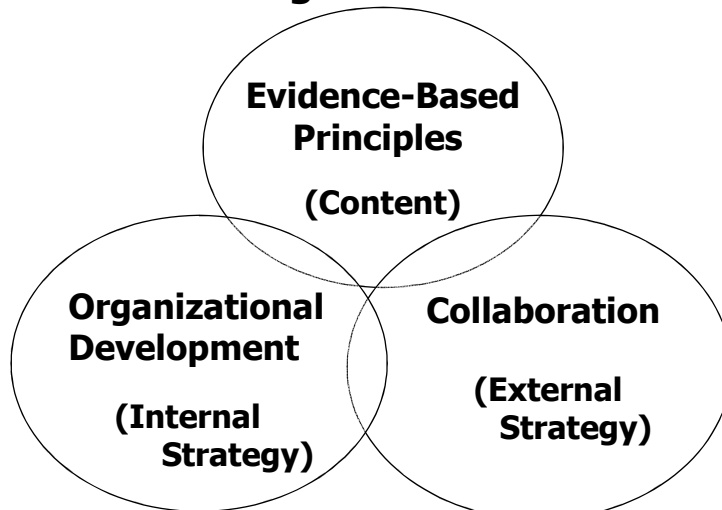 Evidence-Based
Principles
(Content)
Organizational
Development
(Internal
Strategy)
Collaboration
(External
Strategy)